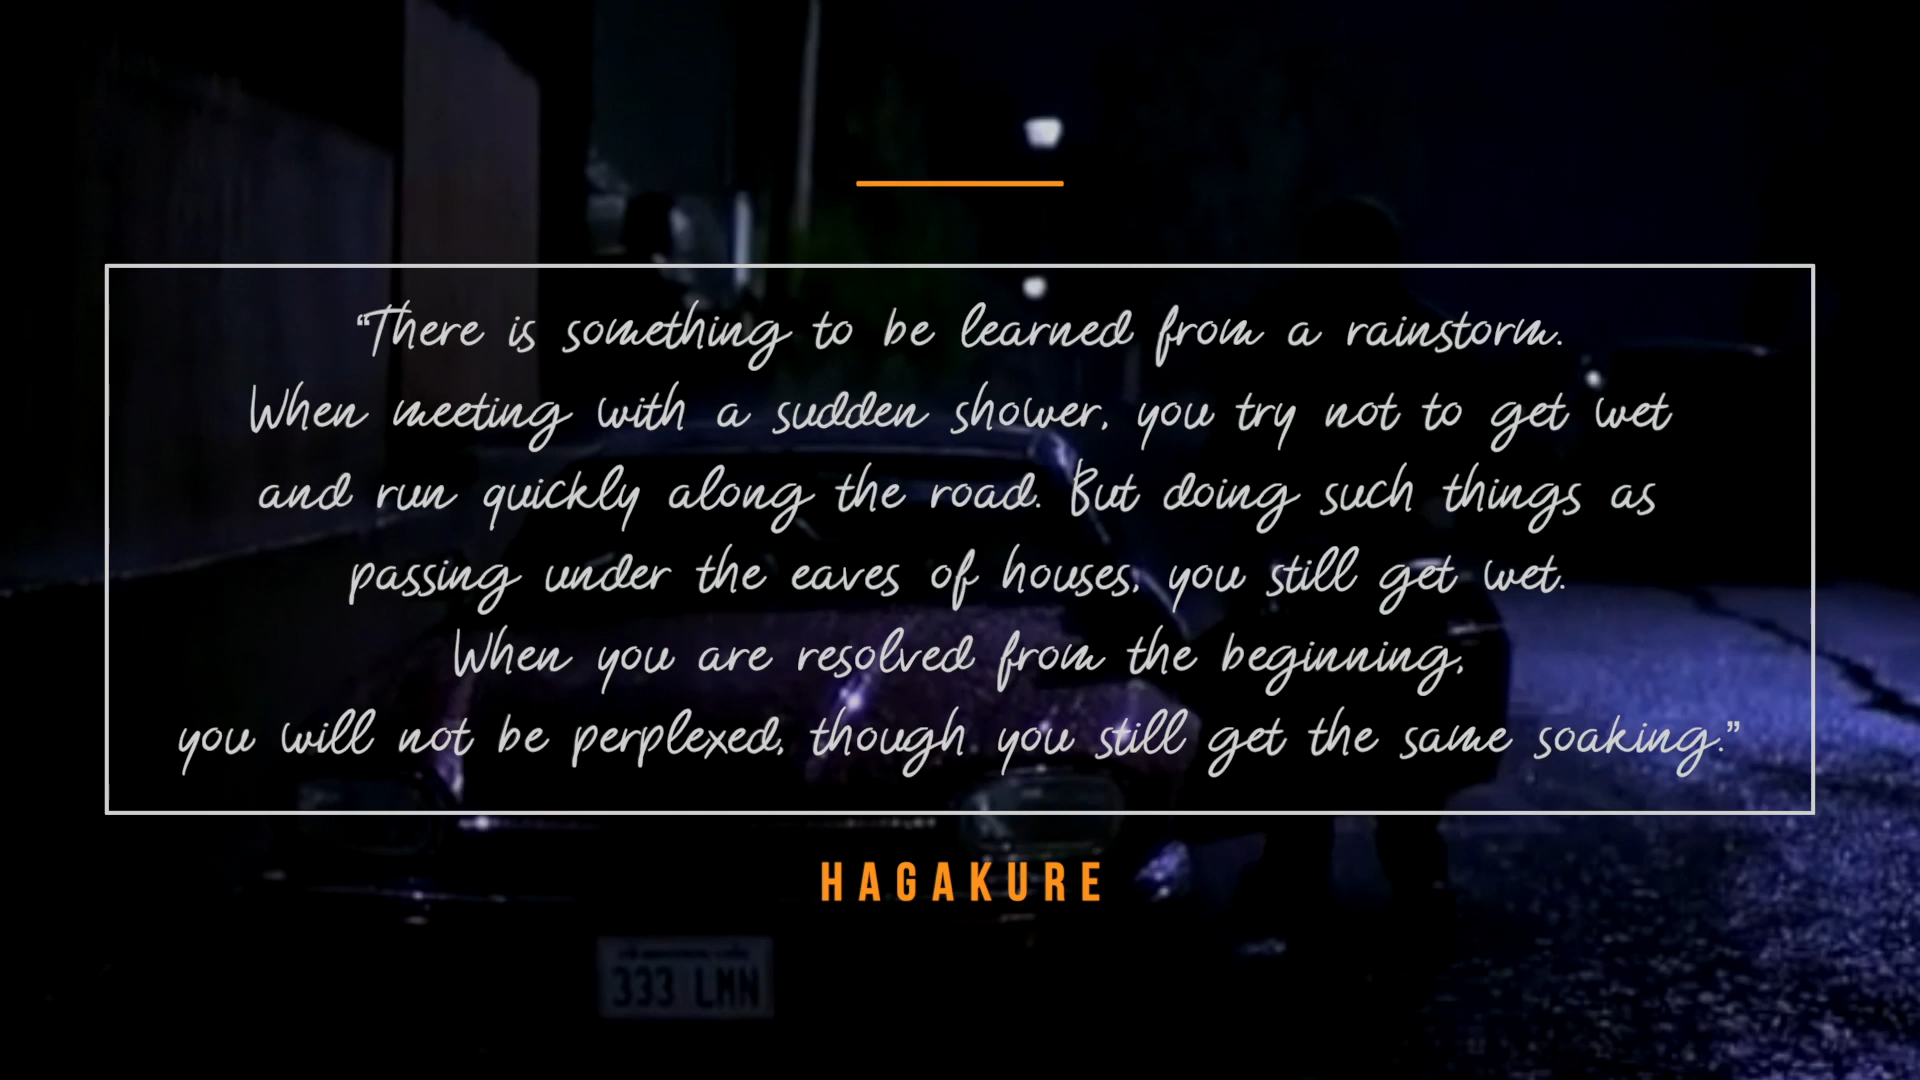 “There is something to be learned from a rainstorm.
When meeting with a sudden shower, you try not to get wet
and run quickly along the road. But doing such things as
passing under the eaves of houses, you still get wet.
When you are resolved from the beginning,
you will not be perplexed, though you still get the same soaking.”
HAGAKURE
333 LMN